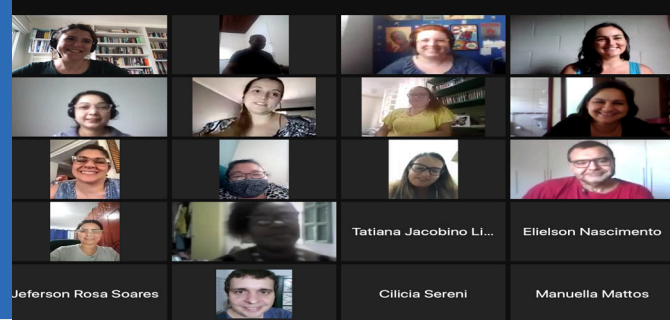 Tatiana Jacobino Li...
Elielson Nascimento
Jeferson Rosa Soares
Cilicia Sereni
Manuella Mattos